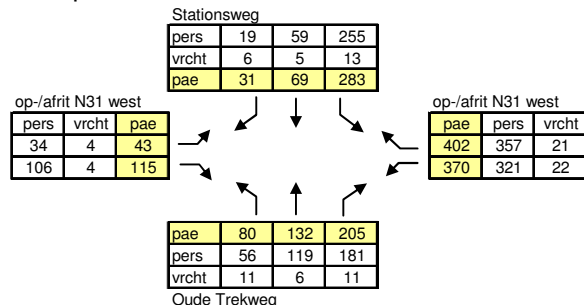 Stationsweg
pers 19 59 255
vrcht 6 5 13
pae 31 69 283
op-/afrit N31 west
pers vrcht pae
34 4 43
106 4 115
op-/afrit N31 west
pae pers vrcht
402 357 21
370 321 22
pae 80 132 205
pers 56 119 181
vrcht 11 6 11
Oude Trekweg